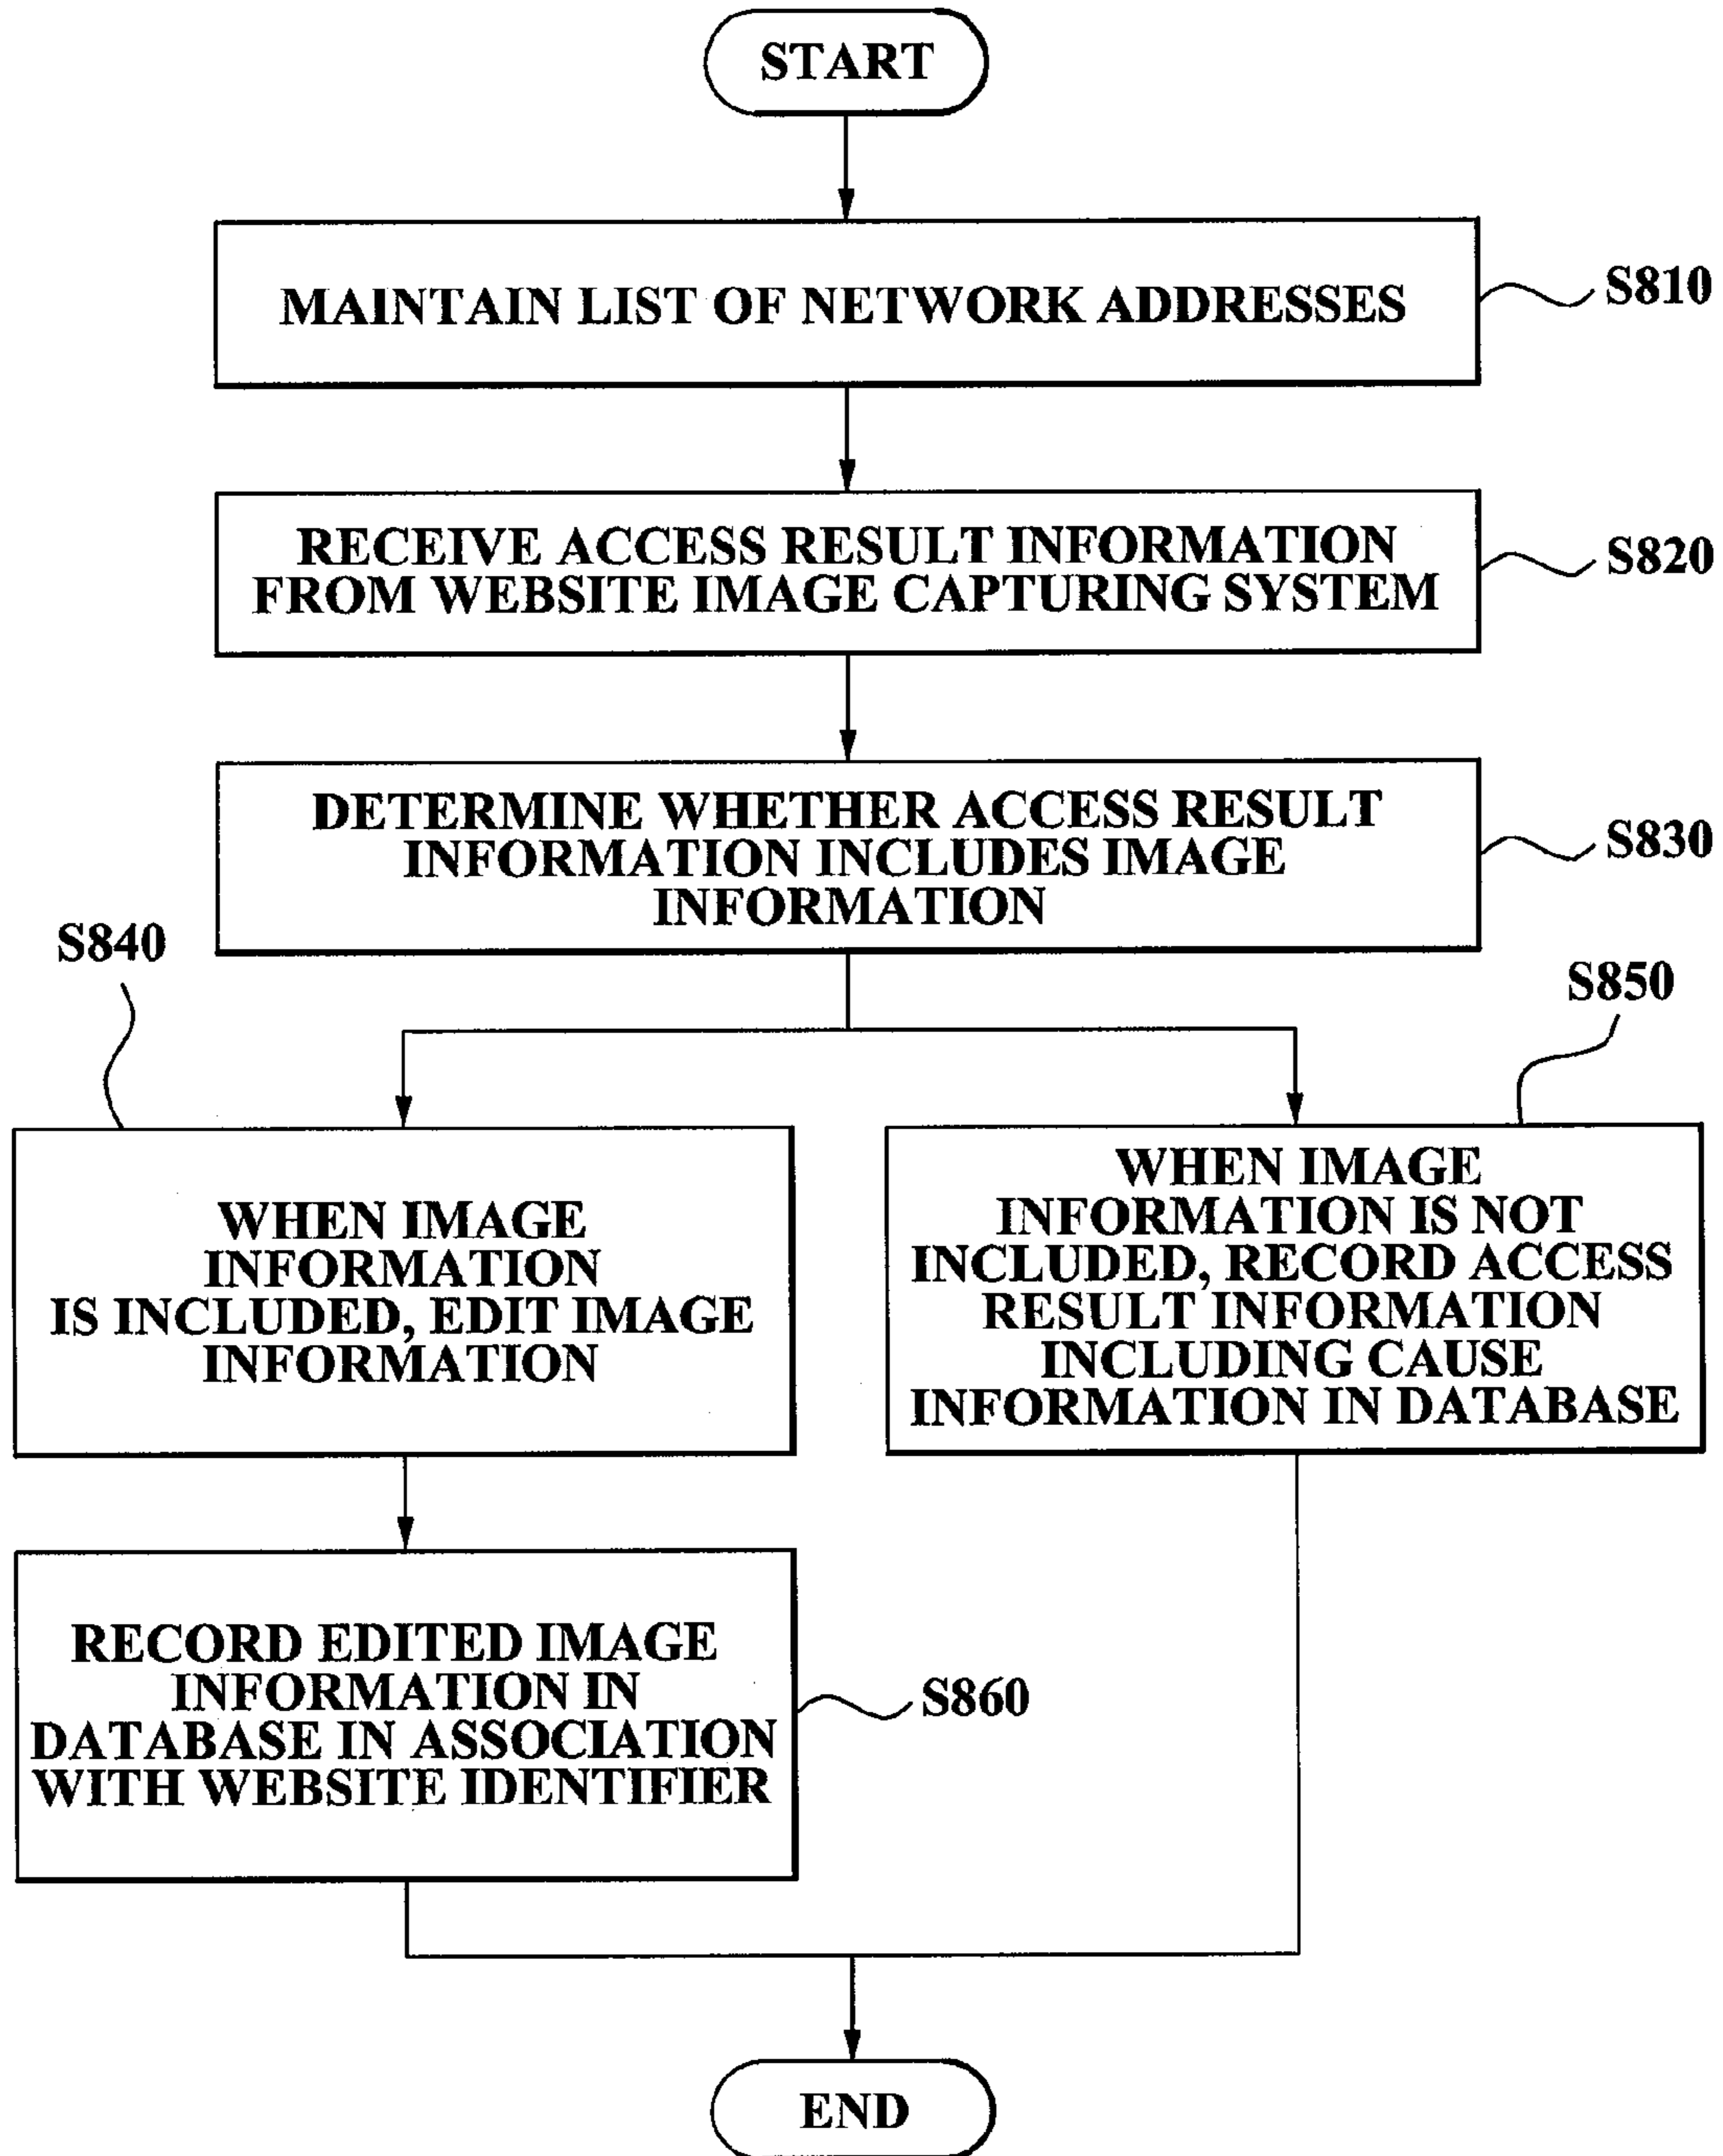 START
MAINTAIN LIST OF NETWORK ADDRESSES
S810
RECEIVE ACCESS RESULT INFORMATION
FROM WEBSITE IMAGE CAPTURING SYSTEM
S820
DETERMINE WHETHER ACCESS RESULT
INFORMATION INCLUDES IMAGE
INFORMATION
S830
S840
WHEN IMAGE
INFORMATION
IS INCLUDED, EDIT IMAGE
INFORMATION
S850
WHEN IMAGE
INFORMATION IS NOT
INCLUDED, RECORD ACCESS
RESULT INFORMATION
INCLUDING CAUSE
INFORMATION IN DATABASE
RECORD EDITED IMAGE
INFORMATION IN
DATABASE IN ASSOCIATION
WITH WEBSITE IDENTIFIER
S860
END